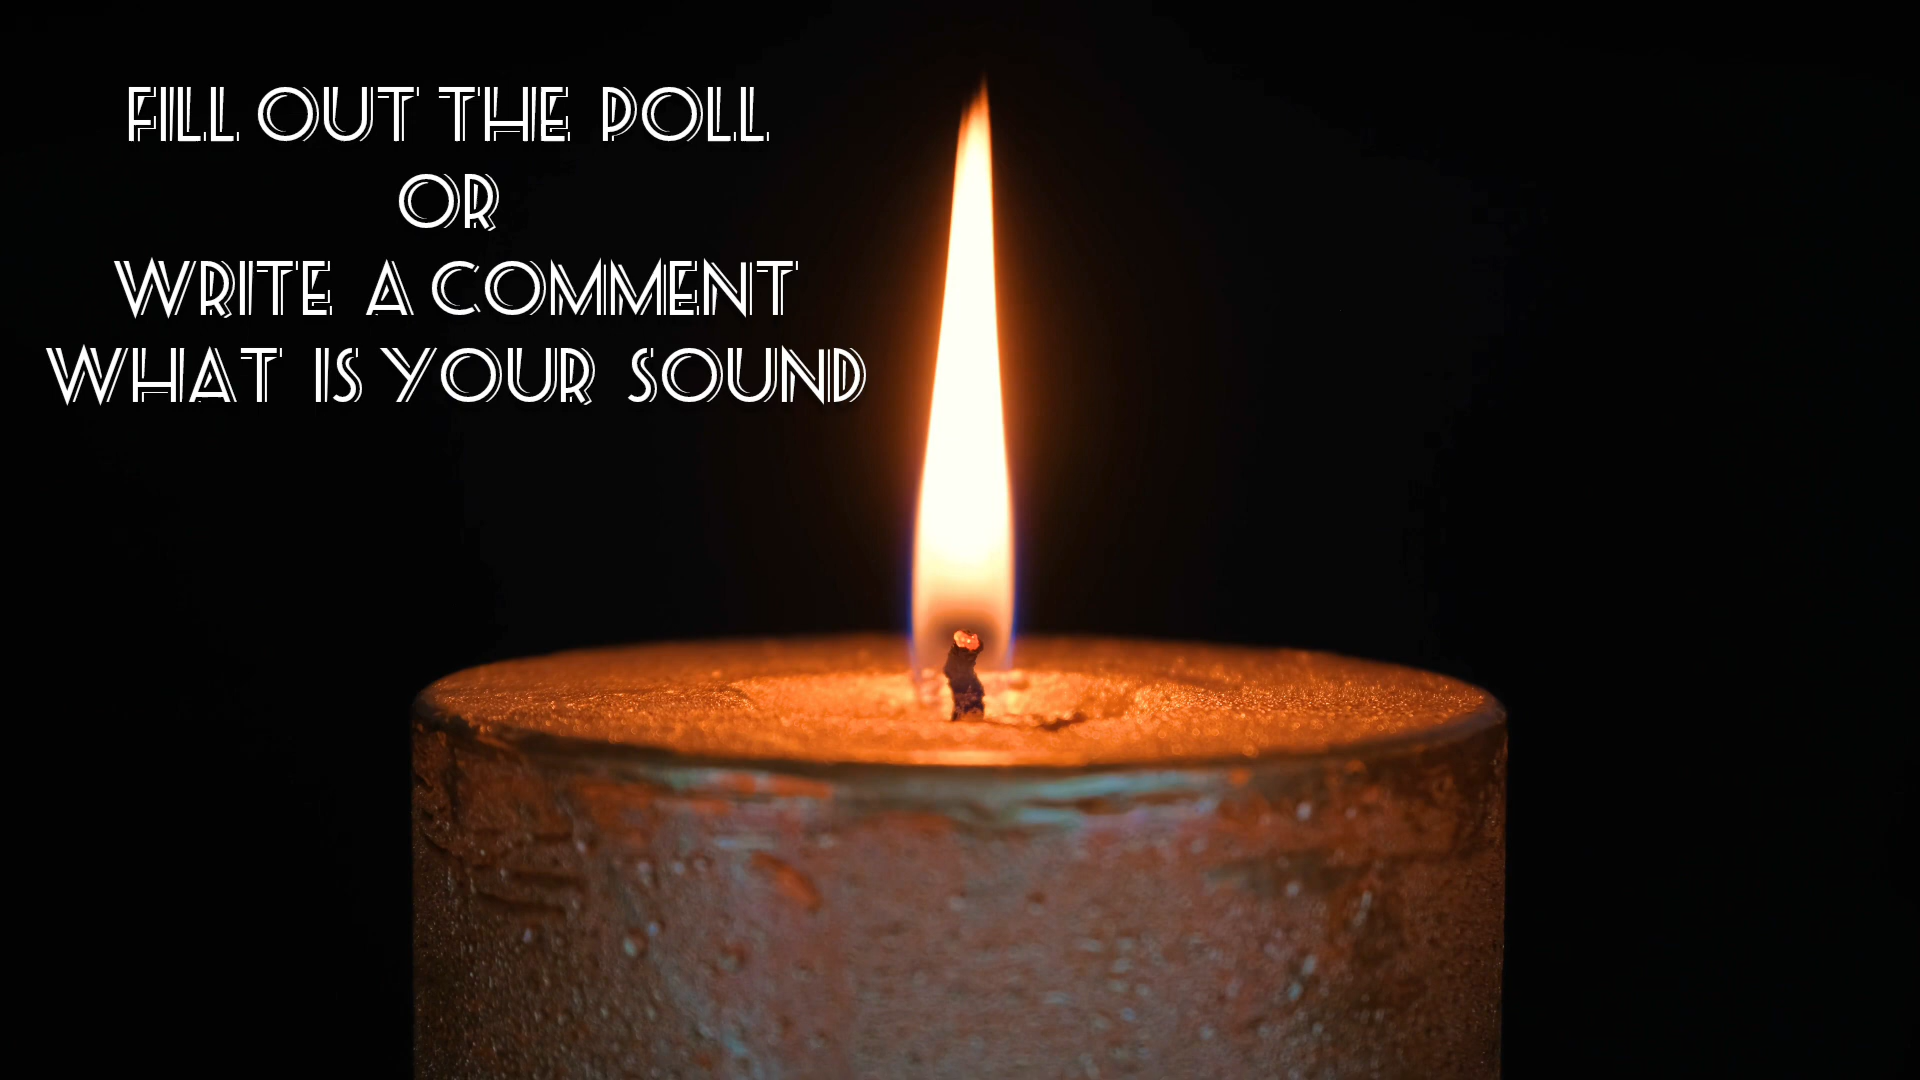 FILL OUT THE POLL
OR
WRITE A COMMENT
WHAT IS YOUR SOUND